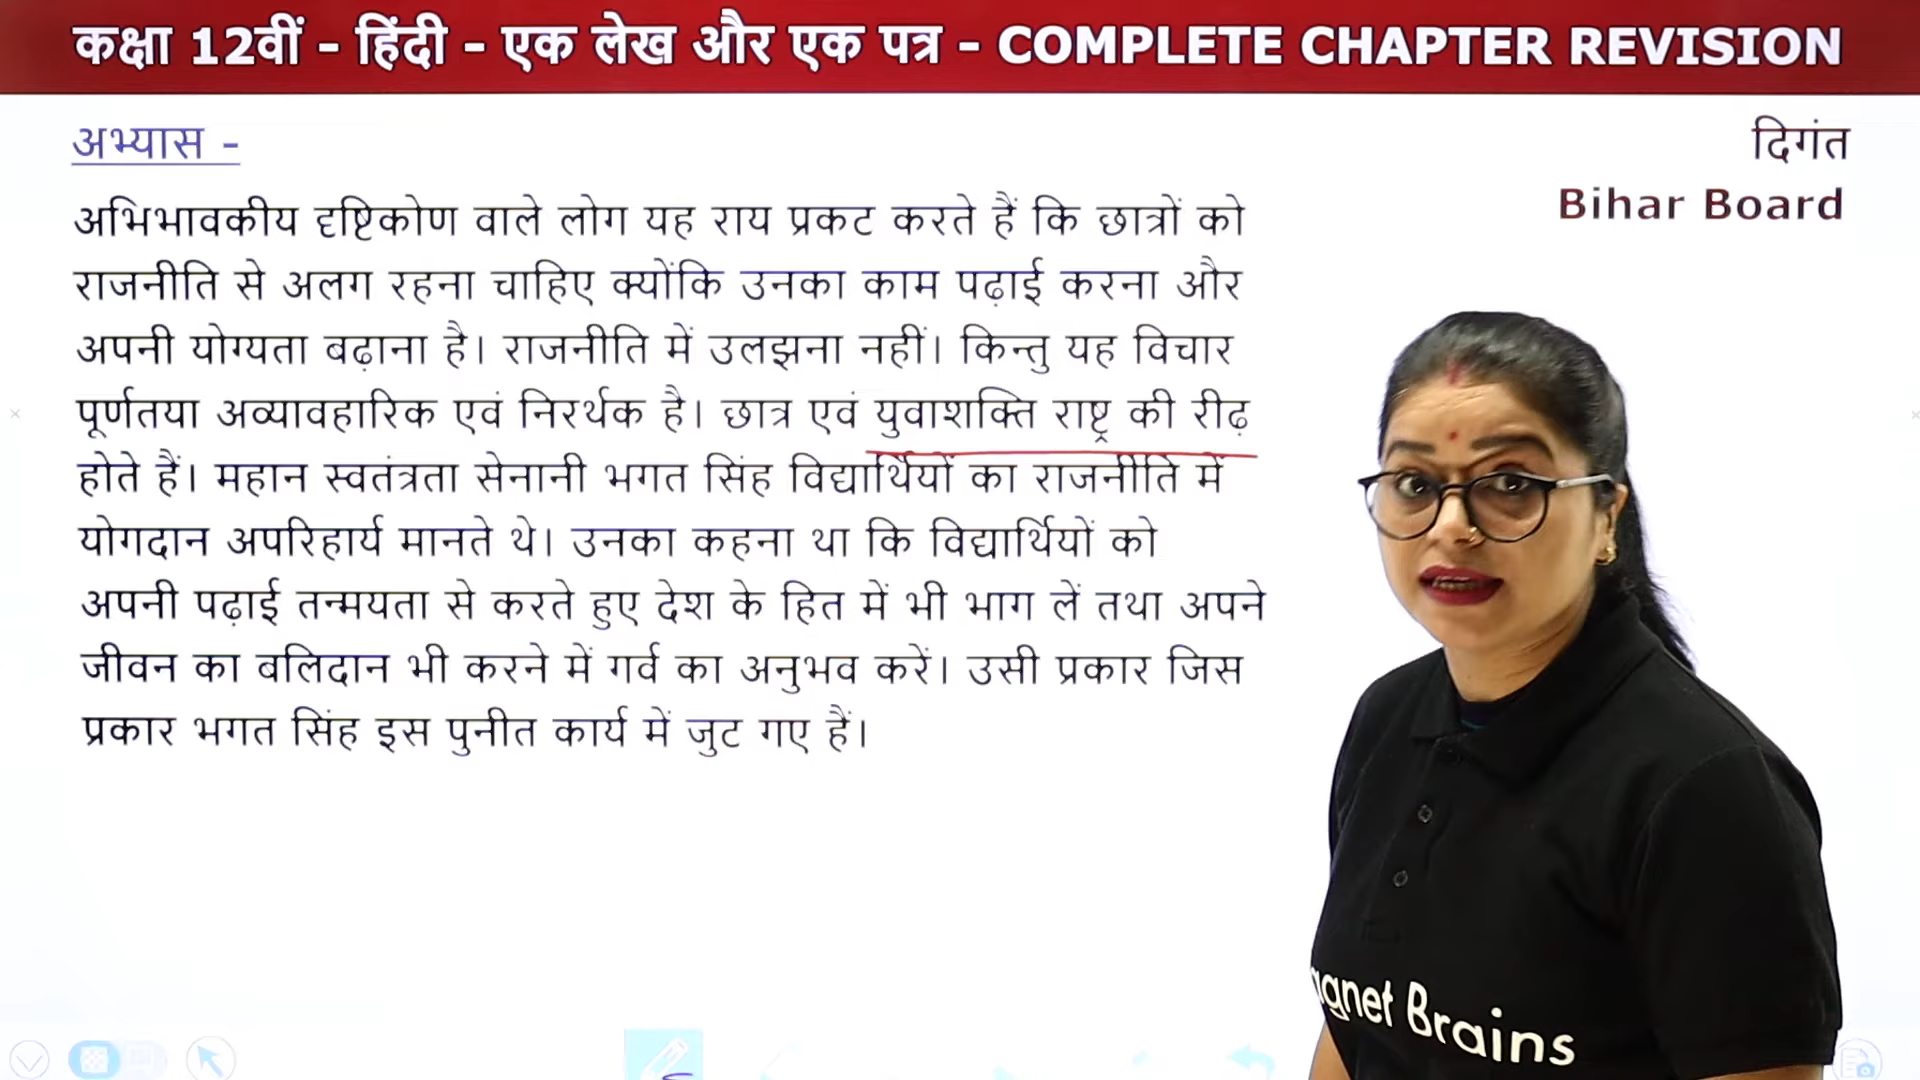 कक्षा 12वीं - हिंदी - एक लेख और एक पत्र - COMPLETE CHAPTER REVISION
अभ्यास -
दिगंत
Bihar Board
अभिभावकीय दृष्टिकोण वाले लोग यह राय प्रकट करते हैं कि छात्रों को
राजनीति से अलग रहना चाहिए क्योंकि उनका काम पढ़ाई करना और
अपनी योग्यता बढ़ाना है। राजनीति में उलझना नहीं। किन्तु यह विचार
पूर्णतया अव्यावहारिक एवं निरर्थक है। छात्र एवं युवाशक्ति राष्ट्र की रीढ़
होते हैं। महान स्वतंत्रता सेनानी भगत सिंह विद्यार्थियों का राजनीति में
योगदान अपरिहार्य मानते थे। उनका कहना था कि विद्यार्थियों को
अपनी पढ़ाई तन्मयता से करते हुए देश के हित में भी भाग लें तथा अपने
जीवन का बलिदान भी करने में गर्व का अनुभव करें। उसी प्रकार जिस
प्रकार भगत सिंह इस पुनीत कार्य में जुट गए हैं।
agnet Brains